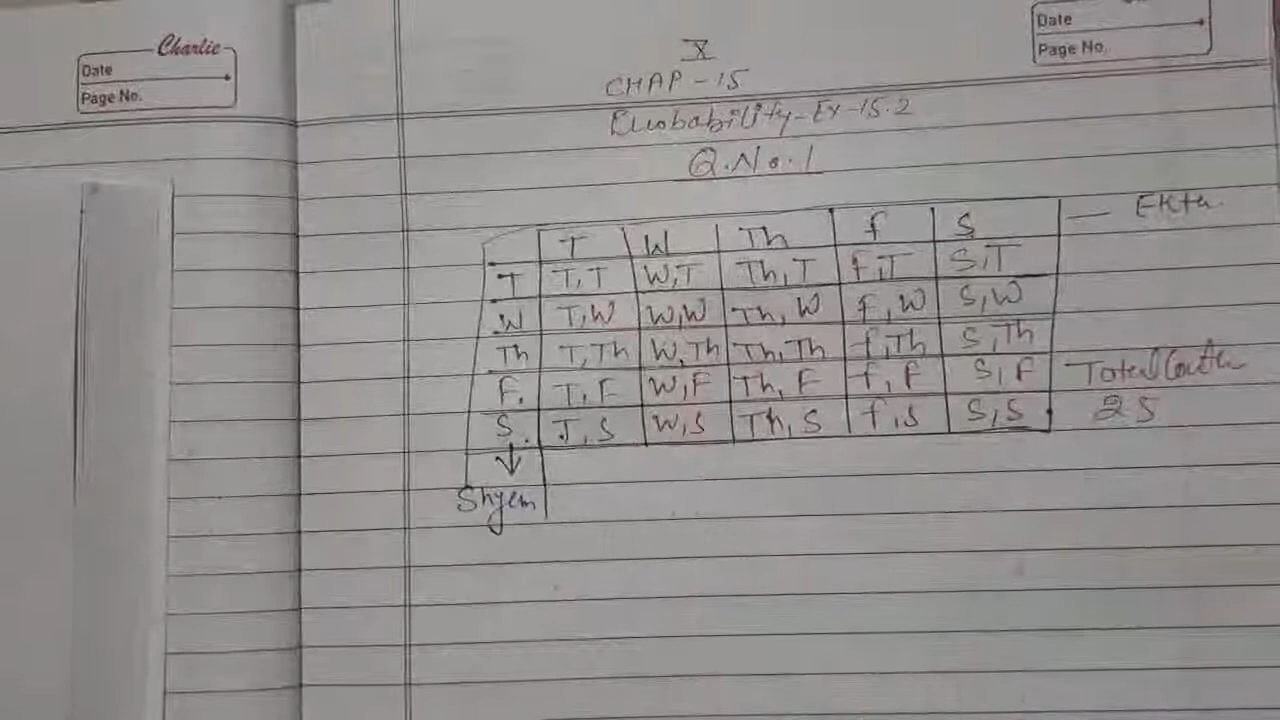 Charlie
Date
Page No.
Date
Page No.
X
CHAP-15
Probability-Ex-15.2
Q.No.1
T W Th f S — Ekta
T T,T W,T Th,T f,T S,T
W T,W W,W Th,W f,W S,W
Th T,Th W,Th Th,Th f,Th S,Th
F. T,F W,F Th,F f,F S,F Total
S. T,S W,S Th,S f,S S,S 25
Shyam